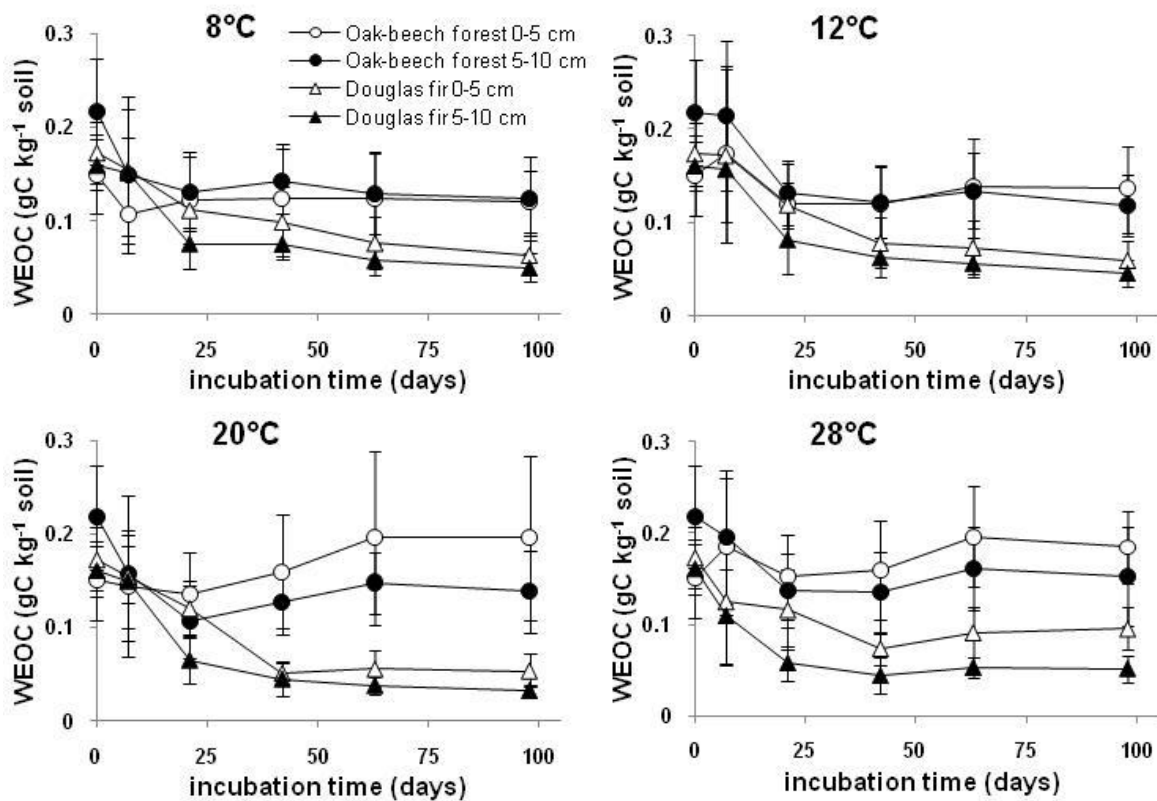 8°C
Oak-beech forest 0-5 cm
Oak-beech forest 5-10 cm
Douglas fir 0-5 cm
Douglas fir 5-10 cm
WEOC (gC kg⁻¹ soil)
0.3
0.2
0.1
0
0 25 50 75 100
incubation time (days)
12°C
WEOC (gC kg⁻¹ soil)
0.3
0.2
0.1
0
0 25 50 75 100
incubation time (days)
20°C
WEOC (gC kg⁻¹ soil)
0.3
0.2
0.1
0
0 25 50 75 100
incubation time (days)
28°C
WEOC (gC kg⁻¹ soil)
0.3
0.2
0.1
0
0 25 50 75 100
incubation time (days)